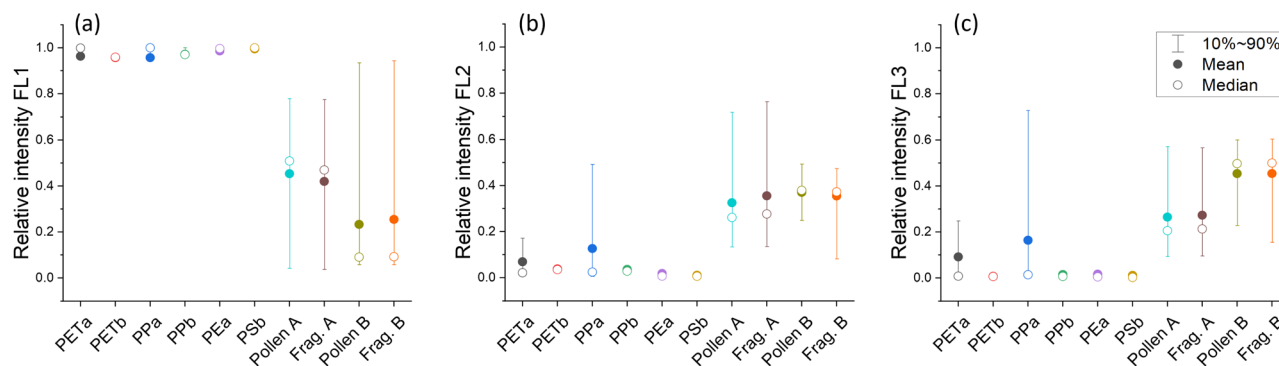 (a)
Relative intensity FL1
1.0
0.8
0.6
0.4
0.2
0.0
PETa
PETb
PPa
PPb
PEa
PSb
Pollen A
Frag. A
Pollen B
Frag. B
(b)
Relative intensity FL2
1.0
0.8
0.6
0.4
0.2
0.0
PETa
PETb
PPa
PPb
PEa
PSb
Pollen A
Frag. A
Pollen B
Frag. B
(c)
Relative intensity FL3
1.0
0.8
0.6
0.4
0.2
0.0
PETa
PETb
PPa
PPb
PEa
PSb
Pollen A
Frag. A
Pollen B
Frag. B
10%~90%
Mean
Median